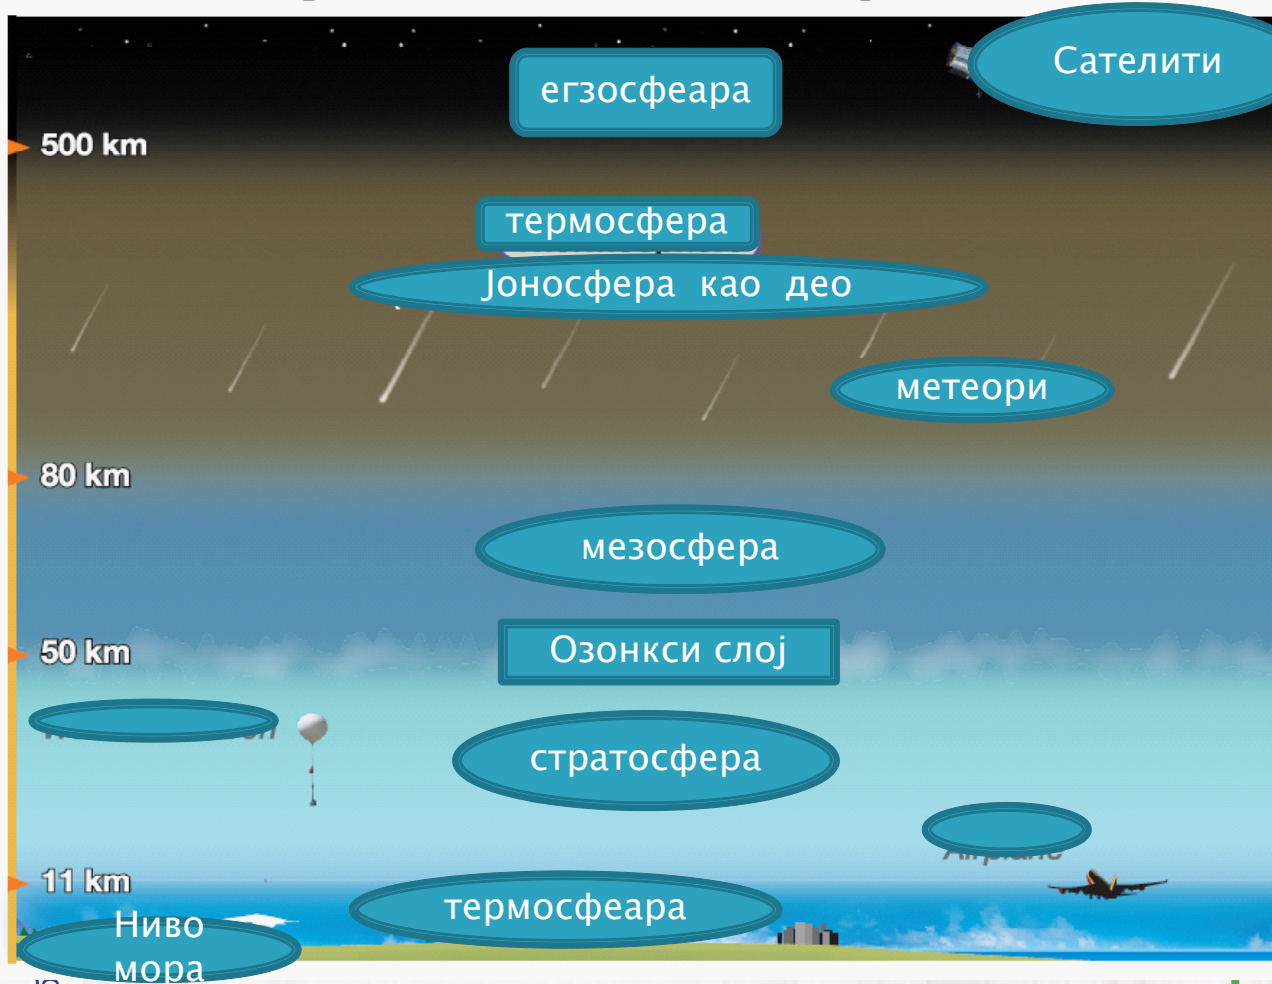 Сателити
егзосфеара
500 km
термосфера
Јоносфера као део
метеори
80 km
мезосфера
Озонкси слој
50 km
стратосфера
11 km
термосфеара
Ниво
мора